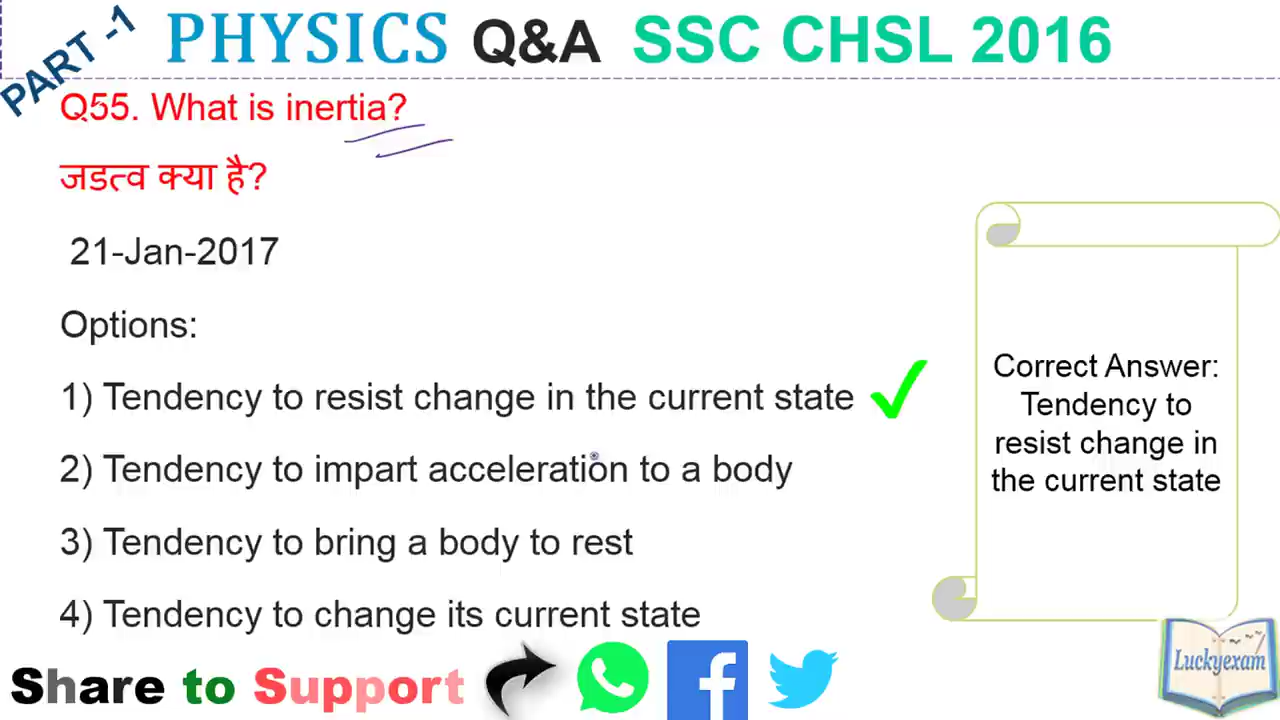 PART -1
PHYSICS Q&A SSC CHSL 2016
Q55. What is inertia?
जडत्व क्या है?
21-Jan-2017
Options:
1) Tendency to resist change in the current state
2) Tendency to impart acceleration to a body
3) Tendency to bring a body to rest
4) Tendency to change its current state
Correct Answer:
Tendency to
resist change in
the current state
Share to Support
Luckyexam